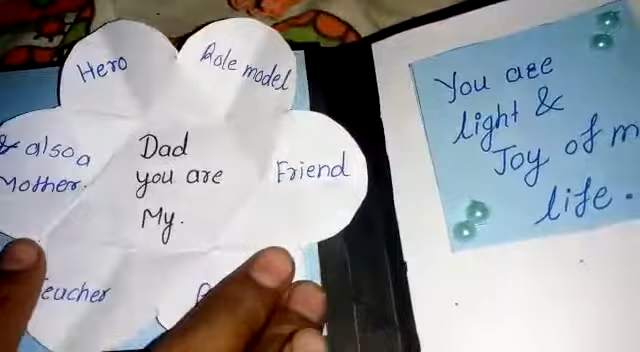 Hero
Role model
& also a
Mother.
Dad
you are
My.
Friend
Teacher
You are
light &
Joy of m
life.